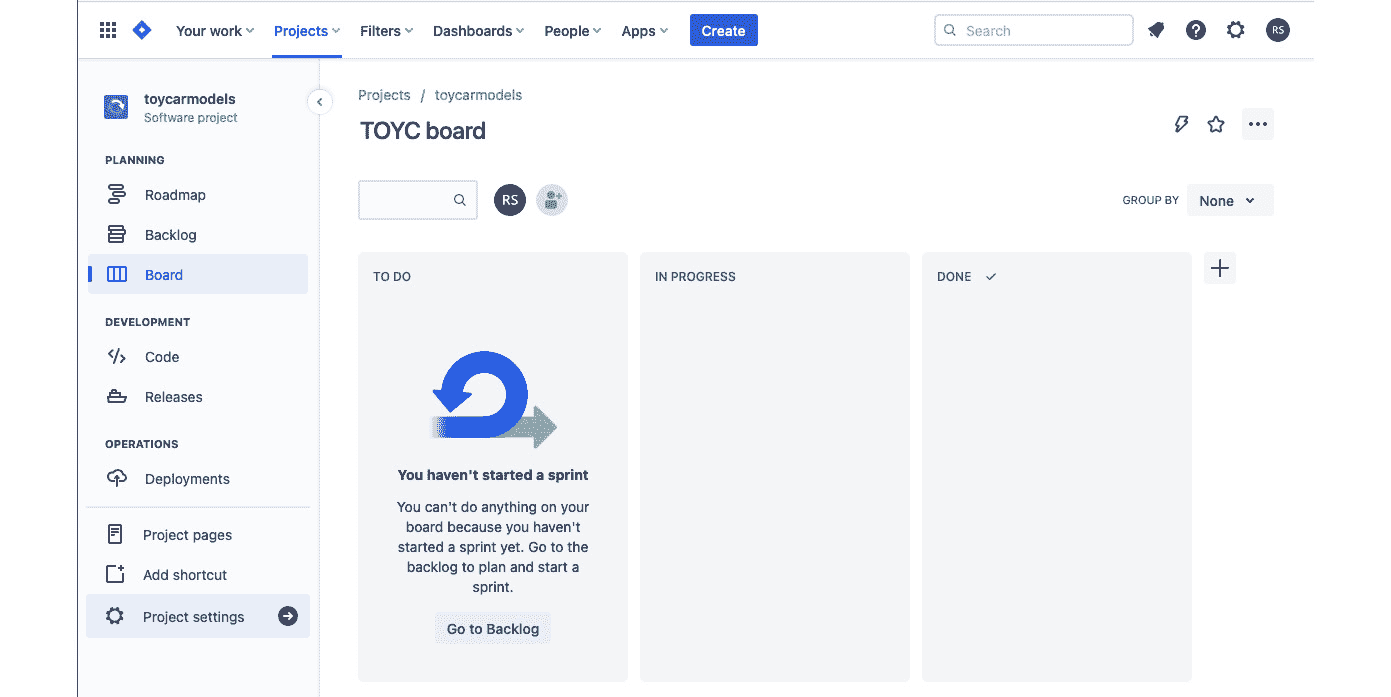 Your work Projects Filters Dashboards People Apps Create Search RS
toycarmodels
Software project
PLANNING
Roadmap
Backlog
Board
DEVELOPMENT
Code
Releases
OPERATIONS
Deployments
Project pages
Add shortcut
Project settings
Projects / toycarmodels
TOYC board
RS
GROUP BY None
TO DO
You haven't started a sprint
You can't do anything on your
board because you haven't
started a sprint yet. Go to the
backlog to plan and start a
sprint.
Go to Backlog
IN PROGRESS
DONE